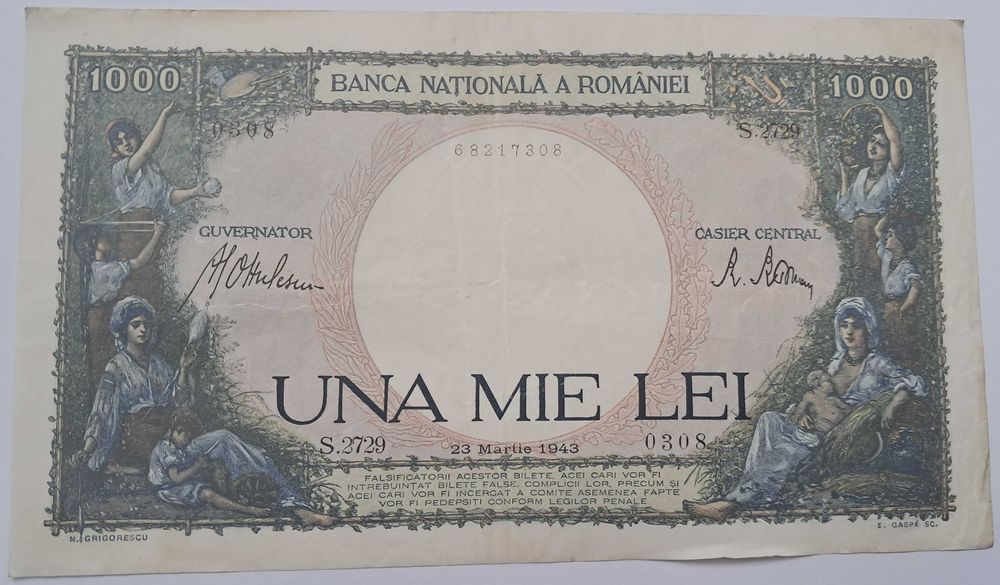 1000 BANCA NAȚIONALĂ A ROMÂNIEI 1000
0308 S.2729
68217308
GUVERNATOR CASIER CENTRAL
UNA MIE LEI
S.2729 23 Martie 1943 0308
FALSIFICATORII ACESTOR BILETE, ACEI CARI VOR FI
INTREBUINȚAT BILETE FALSE, COMPLICII LOR, PRECUM ȘI
ACEI CARI VOR FI INCERCAT A COMITE ASEMENEA FAPTE
VOR FI PEDEPSIȚI CONFORM LEGILOR PENALE
N. GRIGORESCU E. GASPÉ SC.